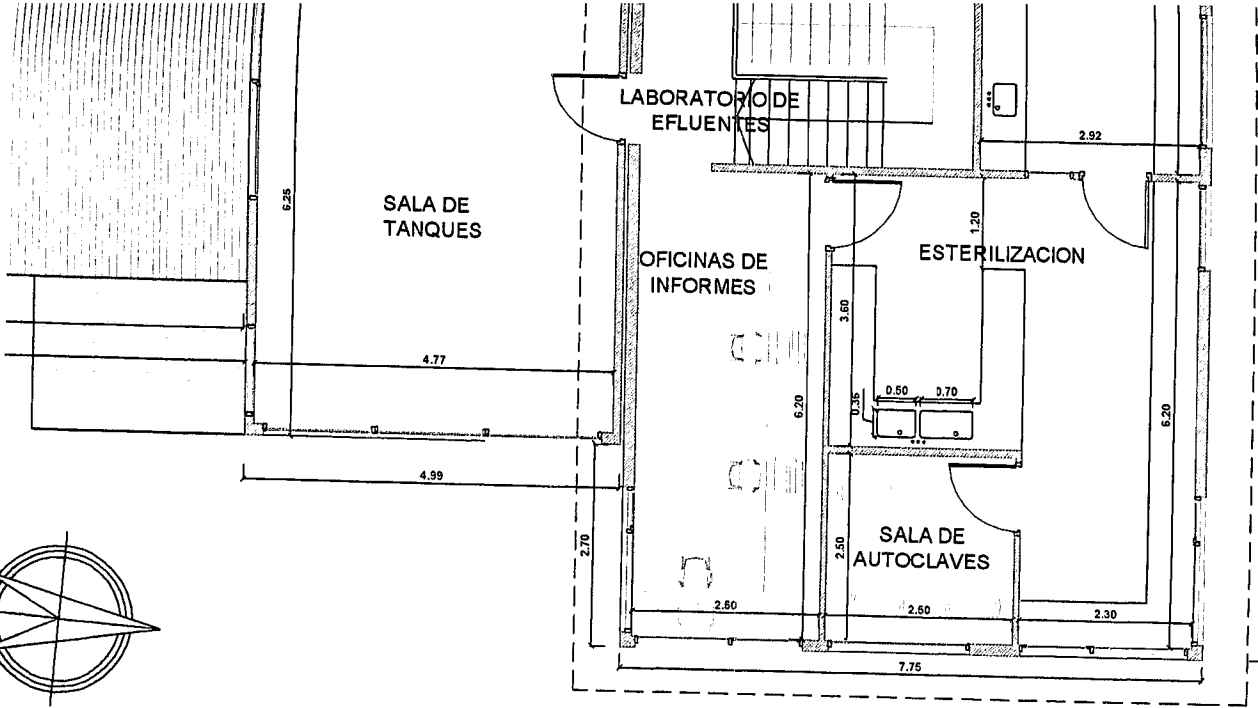 LABORATORIO DE
EFLUENTES
2.92
6.25
SALA DE
TANQUES
1.20
OFICINAS DE
INFORMES
ESTERILIZACION
3.60
4.77
0.50
0.70
0.36
6.20
6.20
4.99
2.70
2.50
SALA DE
AUTOCLAVES
2.60
2.50
2.30
7.75